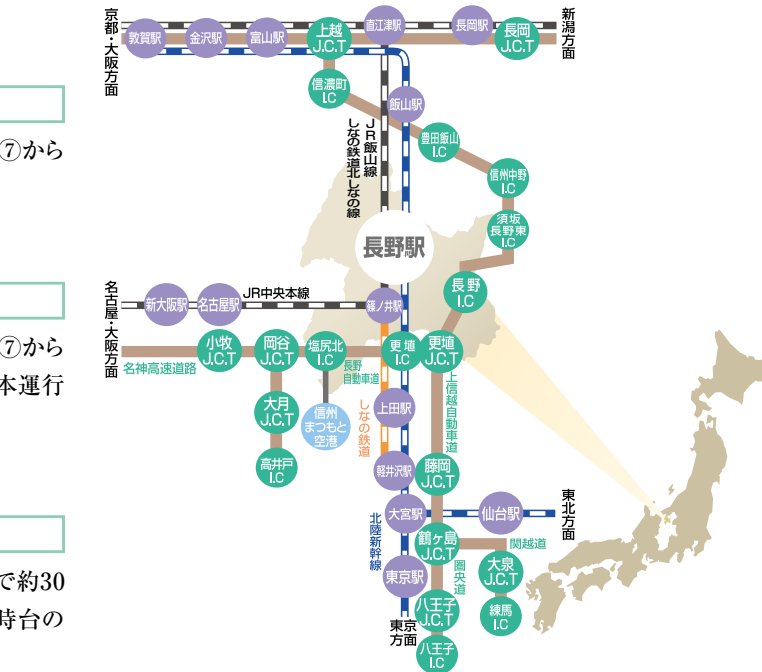 ⑦から
⑦から
本運行
で約30
時台の
京都・大阪方面
敦賀駅
金沢駅
富山駅
上越
J.C.T
直江津駅
長岡駅
長岡
J.C.T
新潟方面
信濃町
I.C
飯山駅
JR飯山線
しなの鉄道北しなの線
豊田飯山
I.C
信州中野
I.C
須坂
長野東
I.C
長野駅
長野
I.C
名古屋・大阪方面
新大阪駅
名古屋駅
JR中央本線
篠ノ井駅
小牧
J.C.T
岡谷
J.C.T
塩尻北
I.C
更埴
I.C
更埴
J.C.T
名神高速道路
長野
自動車道
上信越自動車道
大月
J.C.T
信州
まつもと
空港
しなの鉄道
上田駅
高井戸
I.C
軽井沢駅
藤岡
J.C.T
北陸新幹線
大宮駅
仙台駅
東北方面
鶴ヶ島
J.C.T
関越道
圏央道
大泉
J.C.T
東京駅
練馬
I.C
八王子
J.C.T
東京
方面
八王子
I.C